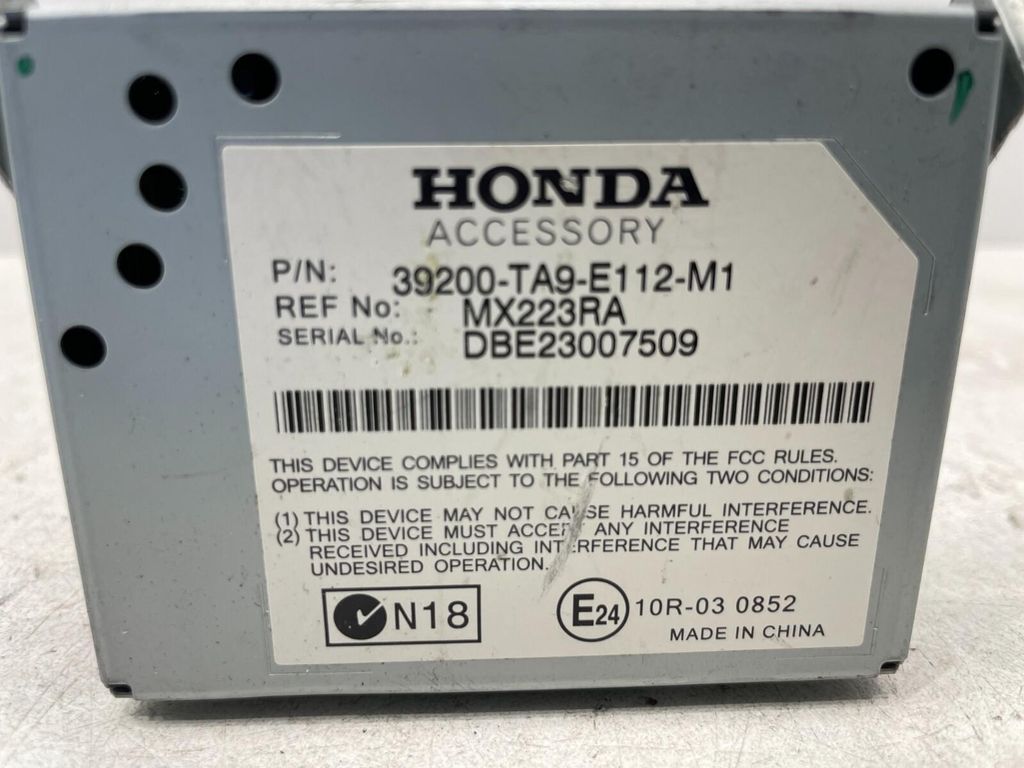 HONDA
ACCESSORY
P/N: 39200-TA9-E112-M1
REF No: MX223RA
SERIAL No.: DBE23007509
THIS DEVICE COMPLIES WITH PART 15 OF THE FCC RULES.
OPERATION IS SUBJECT TO THE FOLLOWING TWO CONDITIONS:
(1) THIS DEVICE MAY NOT CAUSE HARMFUL INTERFERENCE.
(2) THIS DEVICE MUST ACCEPT ANY INTERFERENCE
RECEIVED INCLUDING INTERFERENCE THAT MAY CAUSE
UNDESIRED OPERATION.
N18
E24 10R-03 0852
MADE IN CHINA